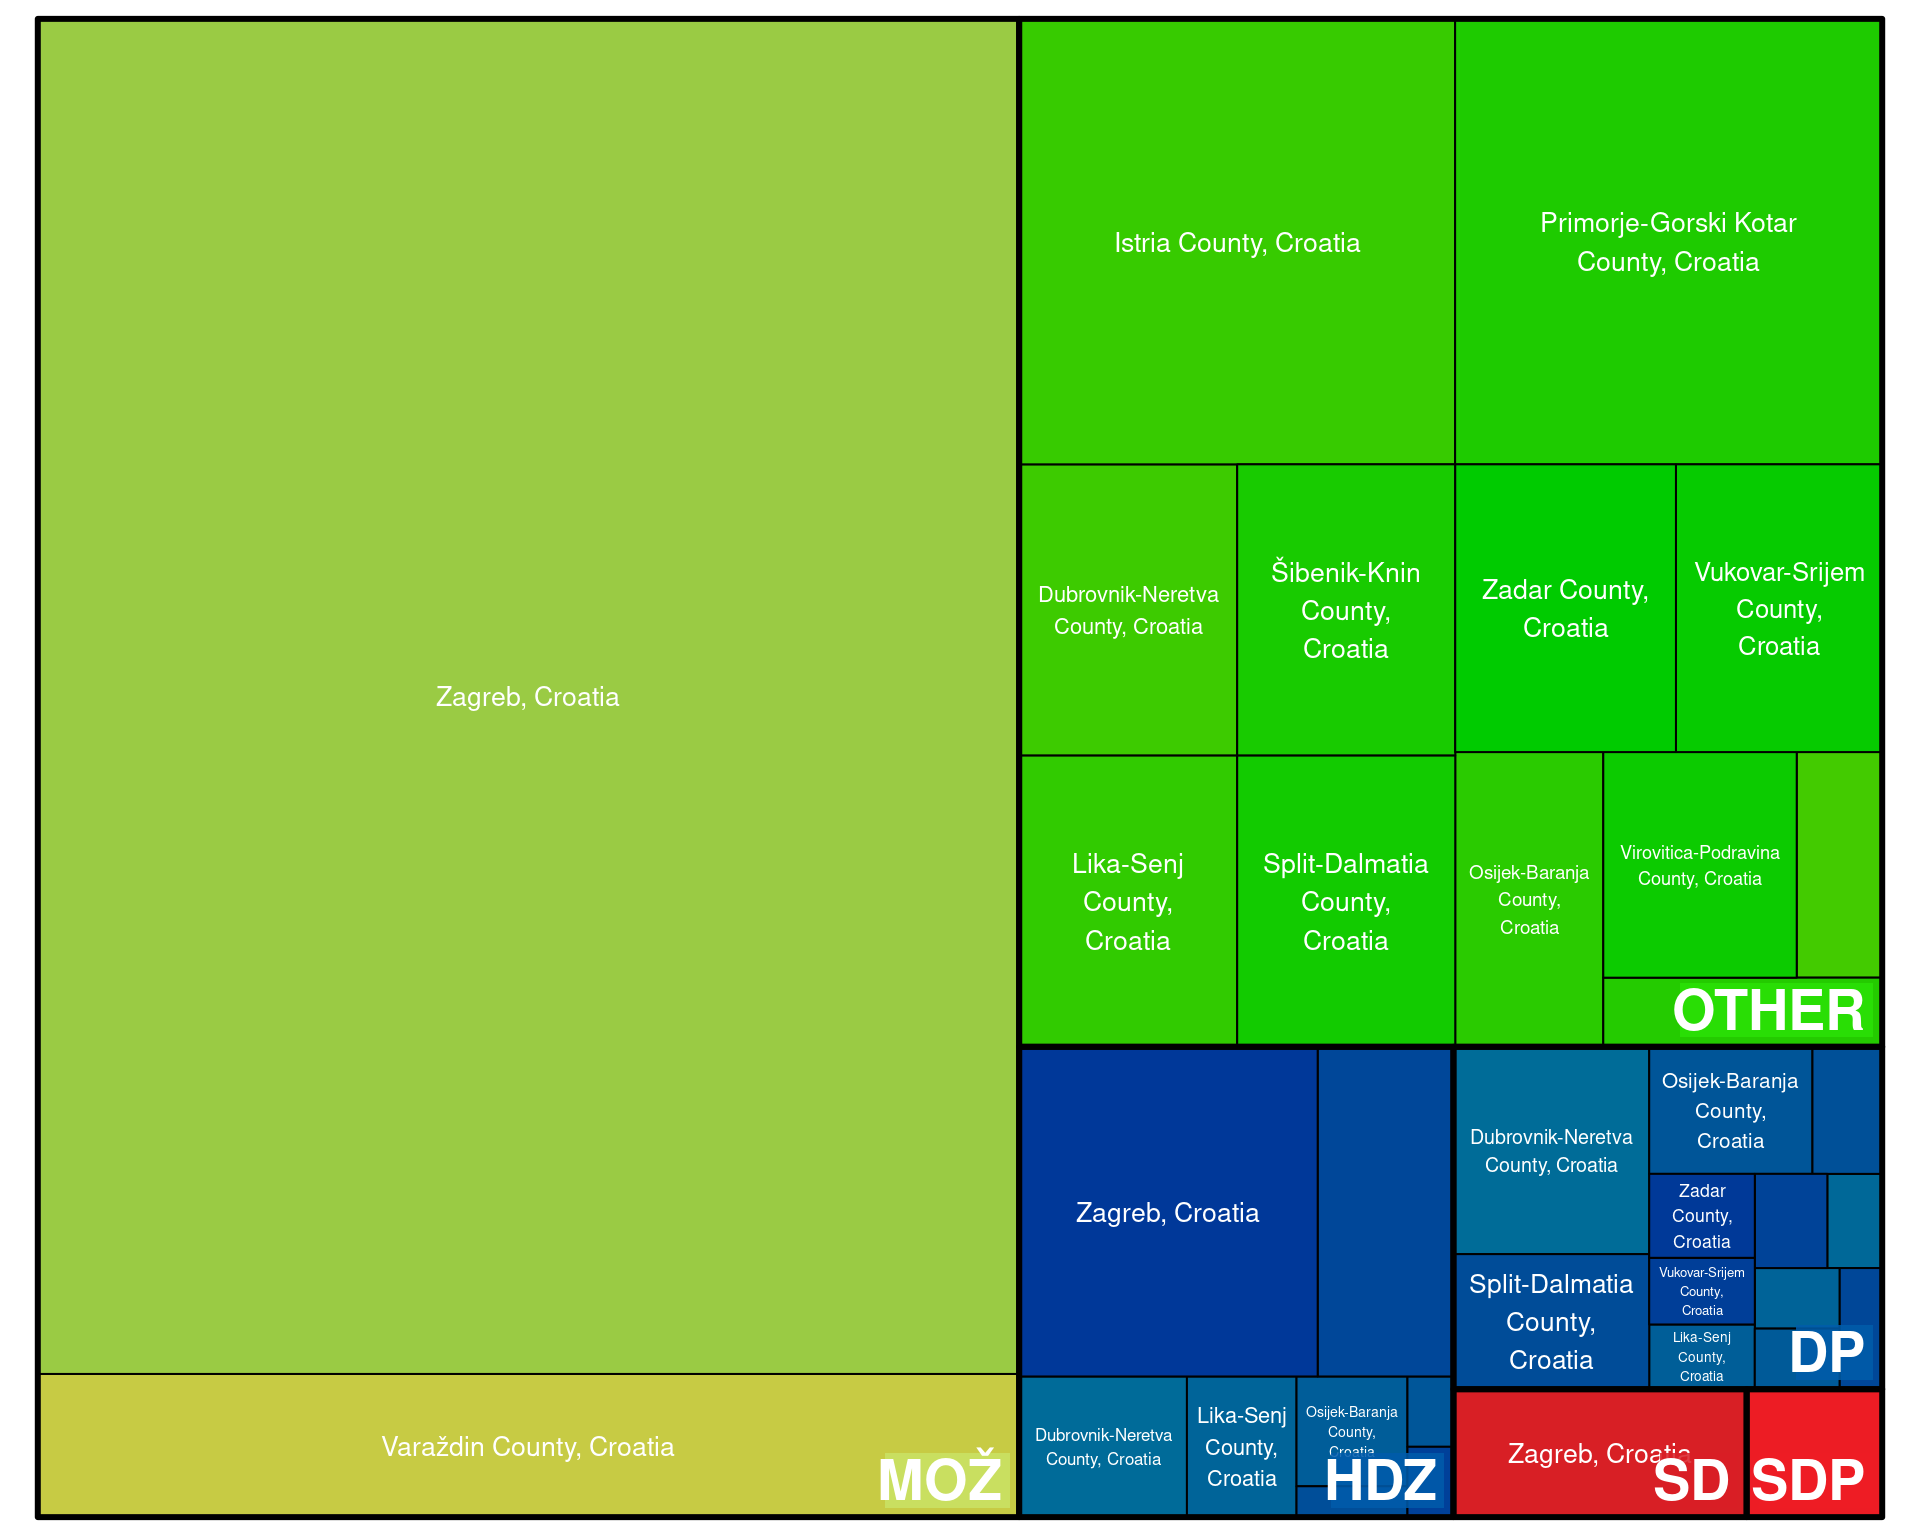 Zagreb, Croatia
Varaždin County, Croatia
MOŽ
Istria County, Croatia
Primorje-Gorski Kotar
County, Croatia
Dubrovnik-Neretva
County, Croatia
Šibenik-Knin
County,
Croatia
Zadar County,
Croatia
Vukovar-Srijem
County,
Croatia
Lika-Senj
County,
Croatia
Split-Dalmatia
County,
Croatia
Osijek-Baranja
County,
Croatia
Virovitica-Podravina
County, Croatia
OTHER
Zagreb, Croatia
Dubrovnik-Neretva
County, Croatia
Lika-Senj
County,
Croatia
Osijek-Baranja
County,
Croatia
HDZ
Dubrovnik-Neretva
County, Croatia
Split-Dalmatia
County,
Croatia
Osijek-Baranja
County,
Croatia
Zadar
County,
Croatia
Vukovar-Srijem
County,
Croatia
Lika-Senj
County,
Croatia
DP
Zagreb, Croatia
SD
SDP